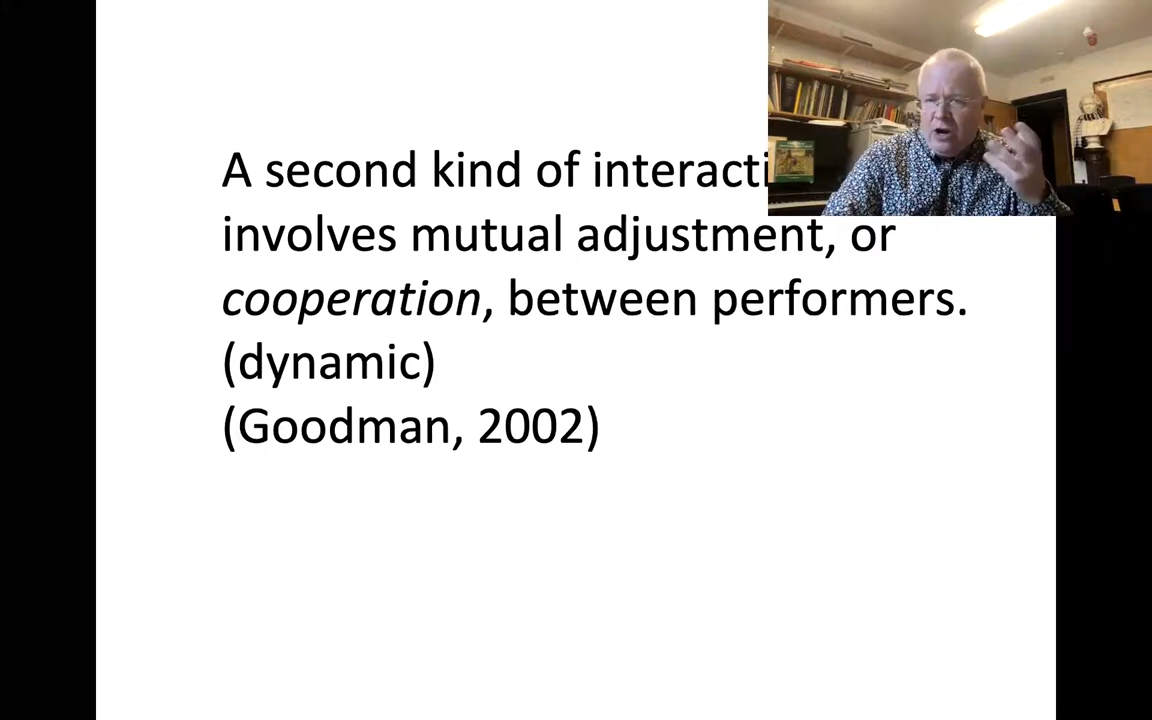 A second kind of interacti
involves mutual adjustment, or
cooperation, between performers.
(dynamic)
(Goodman, 2002)